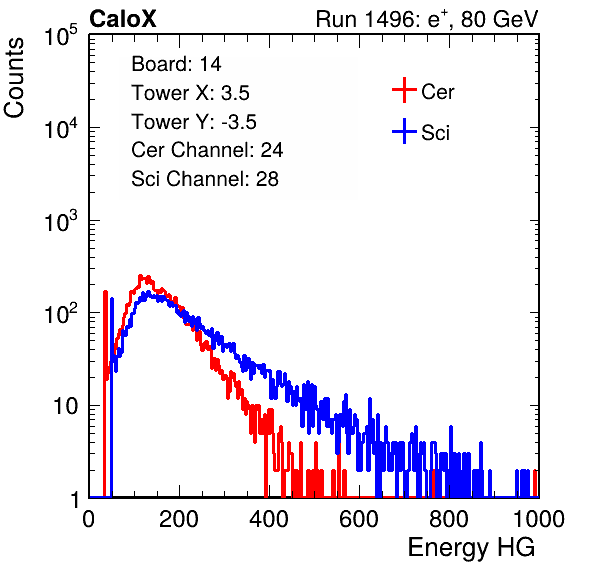 CaloX Run 1496: e⁺, 80 GeV
Counts
10⁵
10⁴
10³
10²
10
1
Board: 14
Tower X: 3.5
Tower Y: -3.5
Cer Channel: 24
Sci Channel: 28
Cer
Sci
0 200 400 600 800 1000
Energy HG